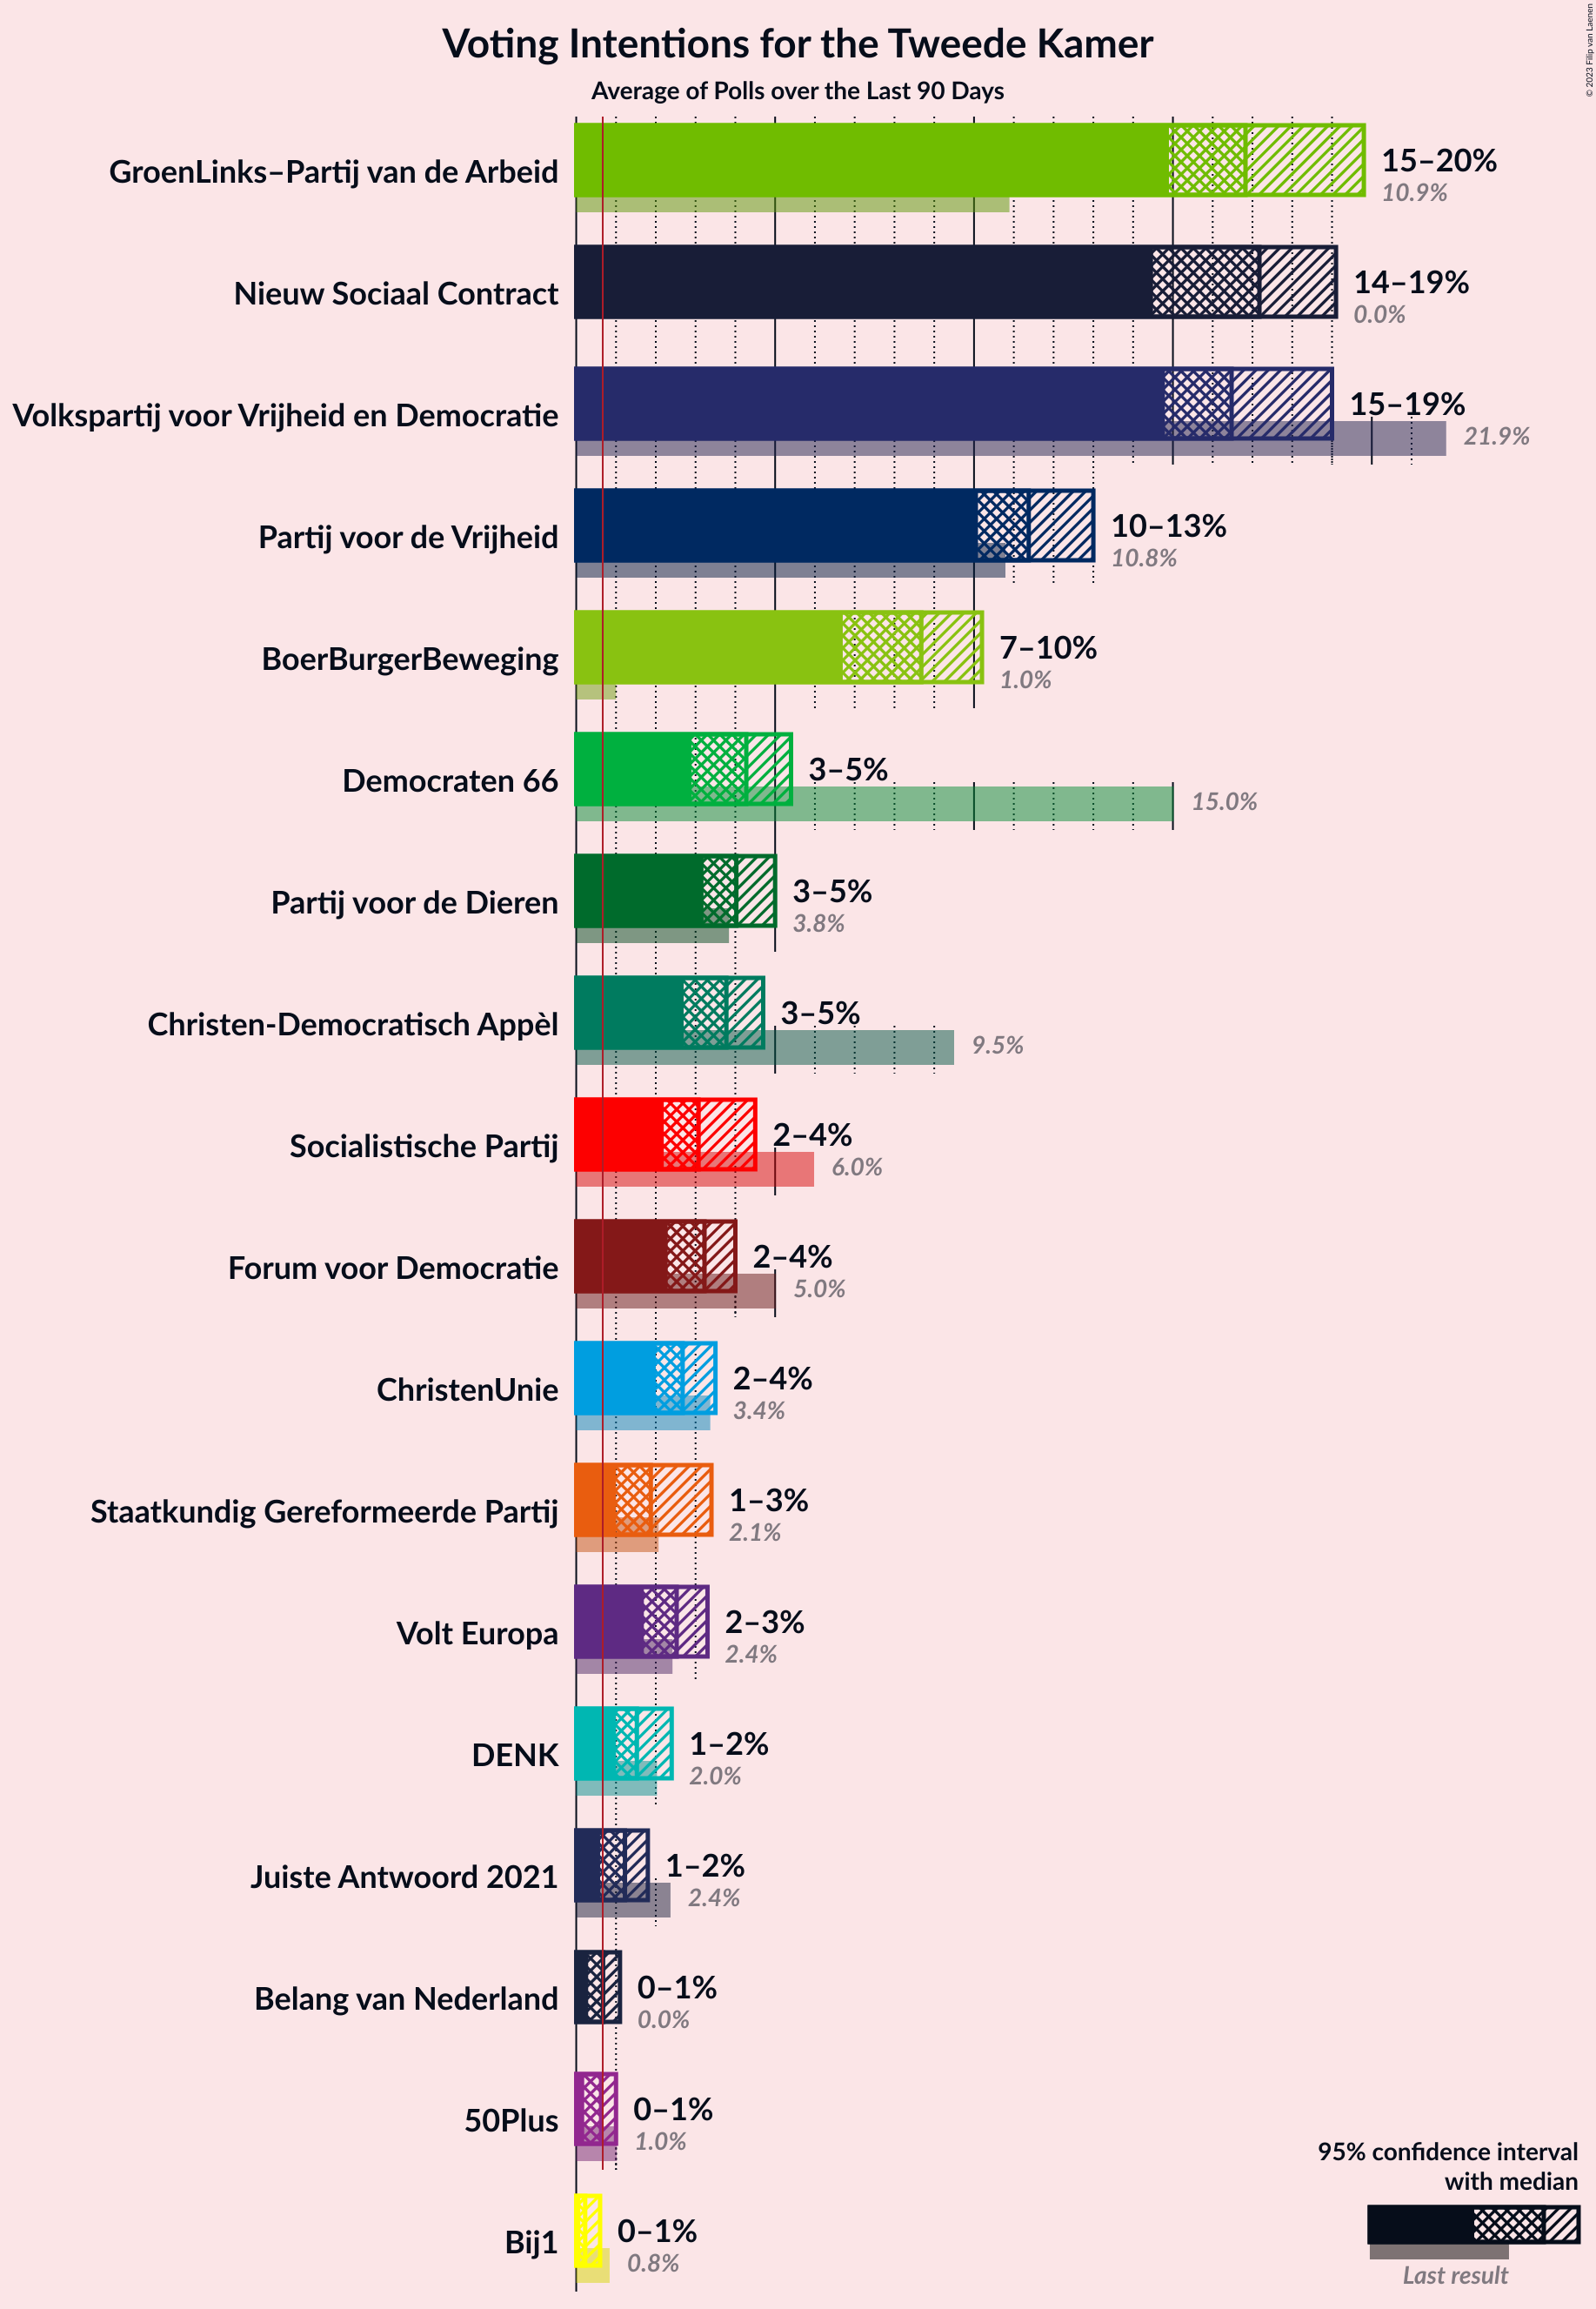 Voting Intentions for the Tweede Kamer
Average of Polls over the Last 90 Days
© 2023 Filip van Laenen
GroenLinks–Partij van de Arbeid
15–20%
10.9%
Nieuw Sociaal Contract
14–19%
0.0%
Volkspartij voor Vrijheid en Democratie
15–19%
21.9%
Partij voor de Vrijheid
10–13%
10.8%
BoerBurgerBeweging
7–10%
1.0%
Democraten 66
3–5%
15.0%
Partij voor de Dieren
3–5%
3.8%
Christen-Democratisch Appèl
3–5%
9.5%
Socialistische Partij
2–4%
6.0%
Forum voor Democratie
2–4%
5.0%
ChristenUnie
2–4%
3.4%
Staatkundig Gereformeerde Partij
1–3%
2.1%
Volt Europa
2–3%
2.4%
DENK
1–2%
2.0%
Juiste Antwoord 2021
1–2%
2.4%
Belang van Nederland
0–1%
0.0%
50Plus
0–1%
1.0%
Bij1
0–1%
0.8%
95% confidence interval
with median
Last result